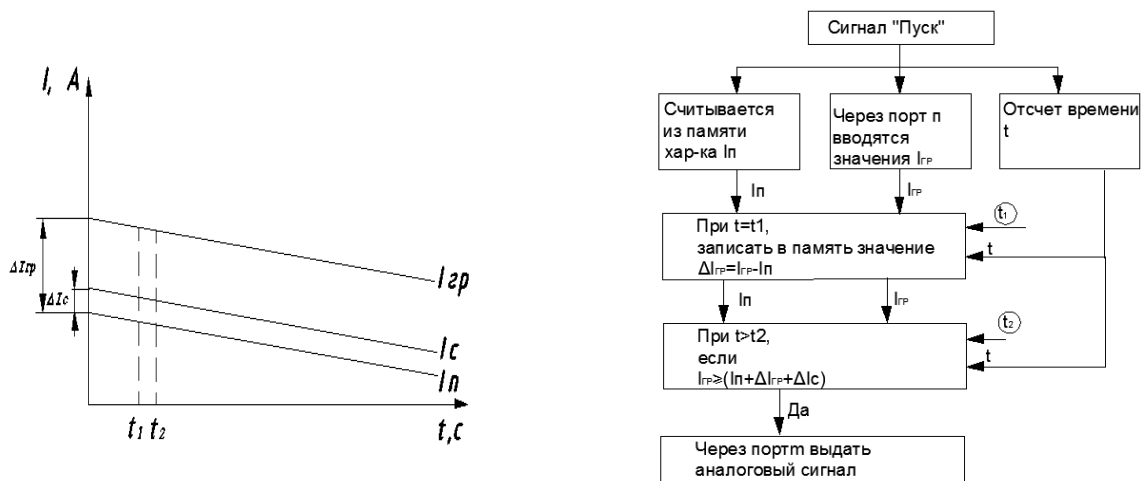 I, A
ΔIгр
ΔIс
Iгр
Iс
Iп
t₁ t₂
t,с
Сигнал "Пуск"
Считывается
из памяти
хар-ка Iп
Через порт п
вводятся
значения IГР
Отсчет времени
t
Iп
IГР
При t=t1,
записать в память значение
ΔIГР=IГР-Iп
t₁
t
Iп
IГР
При t>t2,
если
IГР≥(Iп+ΔIГР+ΔIс)
t₂
t
Да
Через портm выдать
аналоговый сигнал